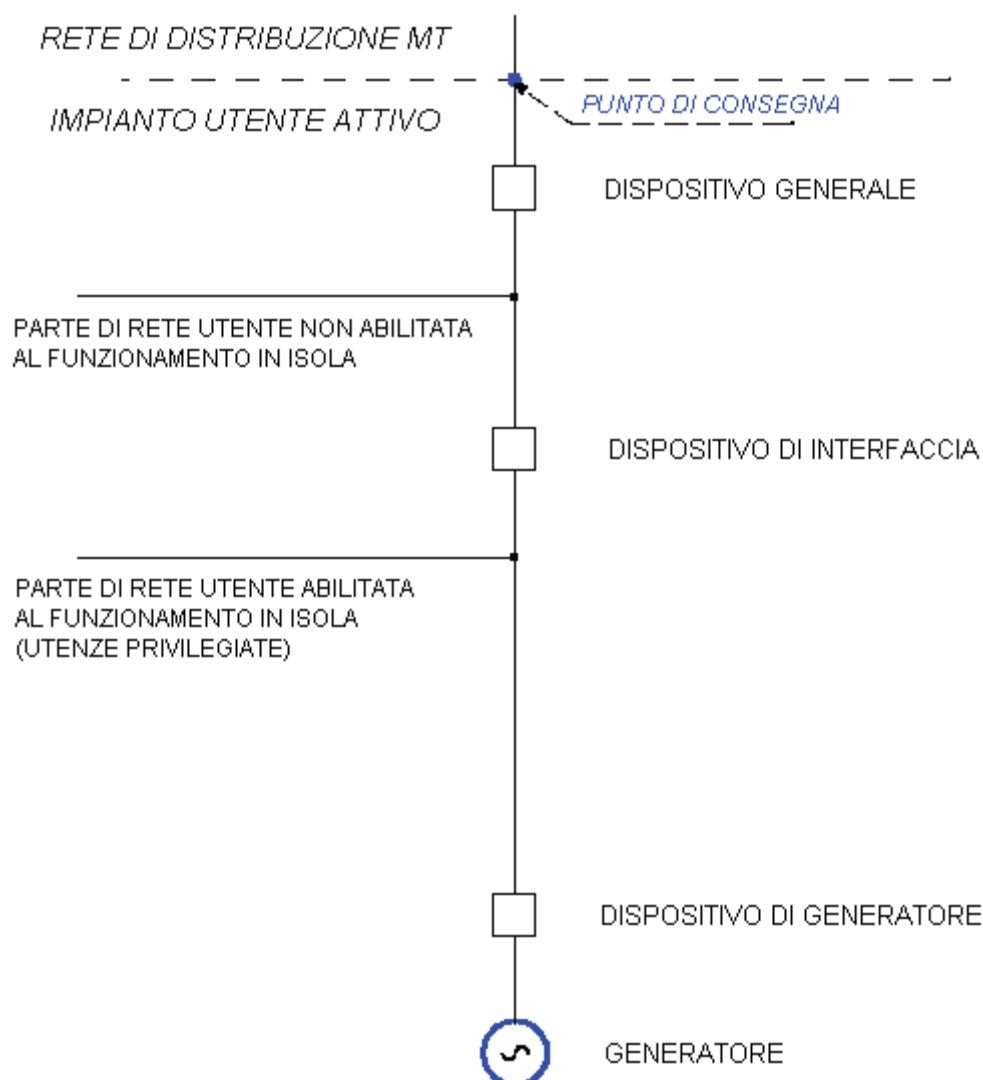 RETE DI DISTRIBUZIONE MT
PUNTO DI CONSEGNA
IMPIANTO UTENTE ATTIVO
DISPOSITIVO GENERALE
PARTE DI RETE UTENTE NON ABILITATA
AL FUNZIONAMENTO IN ISOLA
DISPOSITIVO DI INTERFACCIA
PARTE DI RETE UTENTE ABILITATA
AL FUNZIONAMENTO IN ISOLA
(UTENZE PRIVILEGIATE)
DISPOSITIVO DI GENERATORE
GENERATORE